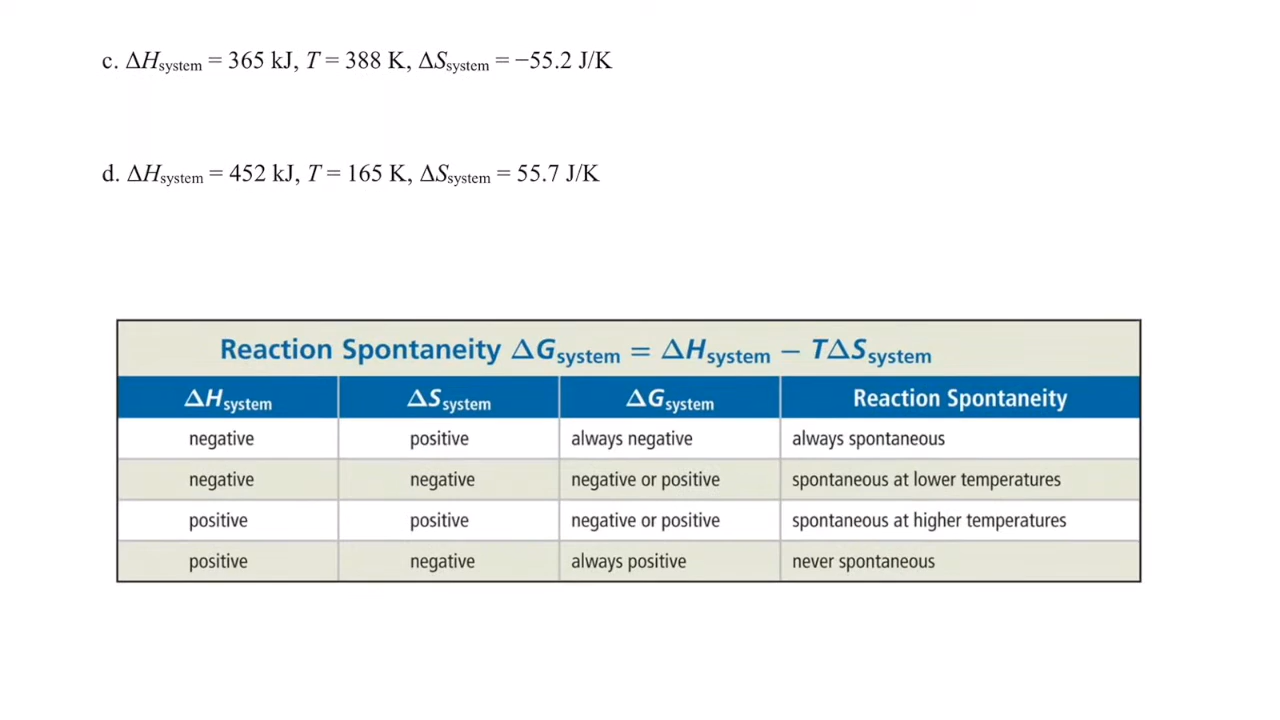 c. ΔHsystem = 365 kJ, T = 388 K, ΔSsystem = −55.2 J/K
d. ΔHsystem = 452 kJ, T = 165 K, ΔSsystem = 55.7 J/K
Reaction Spontaneity ΔGsystem = ΔHsystem − TΔSsystem
ΔHsystem ΔSsystem ΔGsystem Reaction Spontaneity
negative positive always negative always spontaneous
negative negative negative or positive spontaneous at lower temperatures
positive positive negative or positive spontaneous at higher temperatures
positive negative always positive never spontaneous